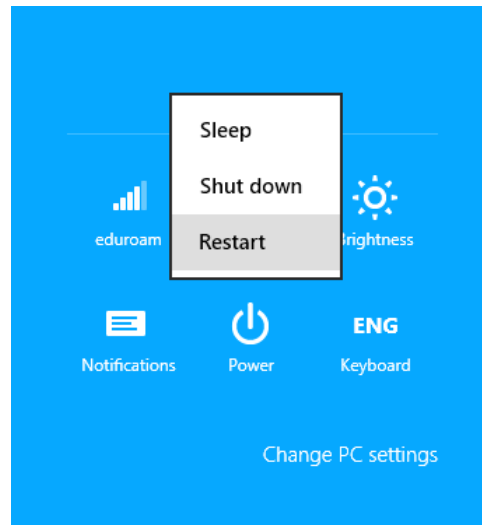 Sleep
Shut down
Restart
eduroam
Brightness
Notifications
Power
ENG
Keyboard
Change PC settings